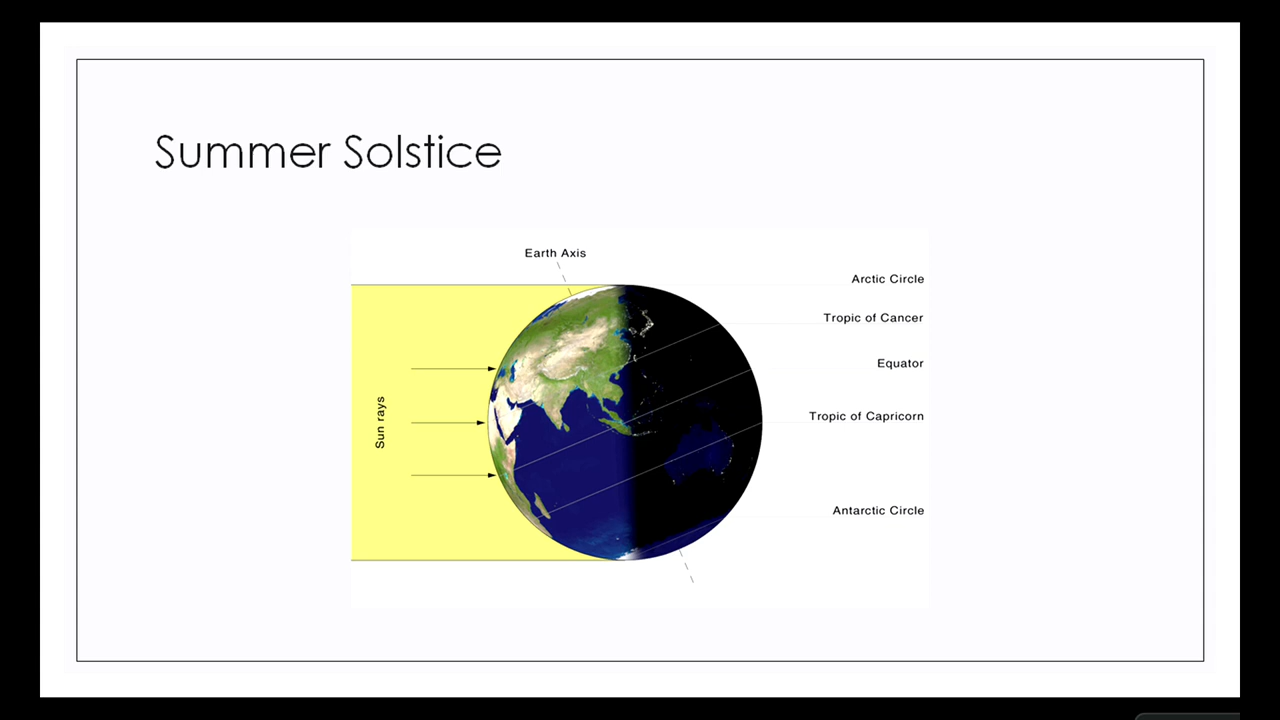 Summer Solstice
Earth Axis
Arctic Circle
Tropic of Cancer
Equator
Tropic of Capricorn
Sun rays
Antarctic Circle